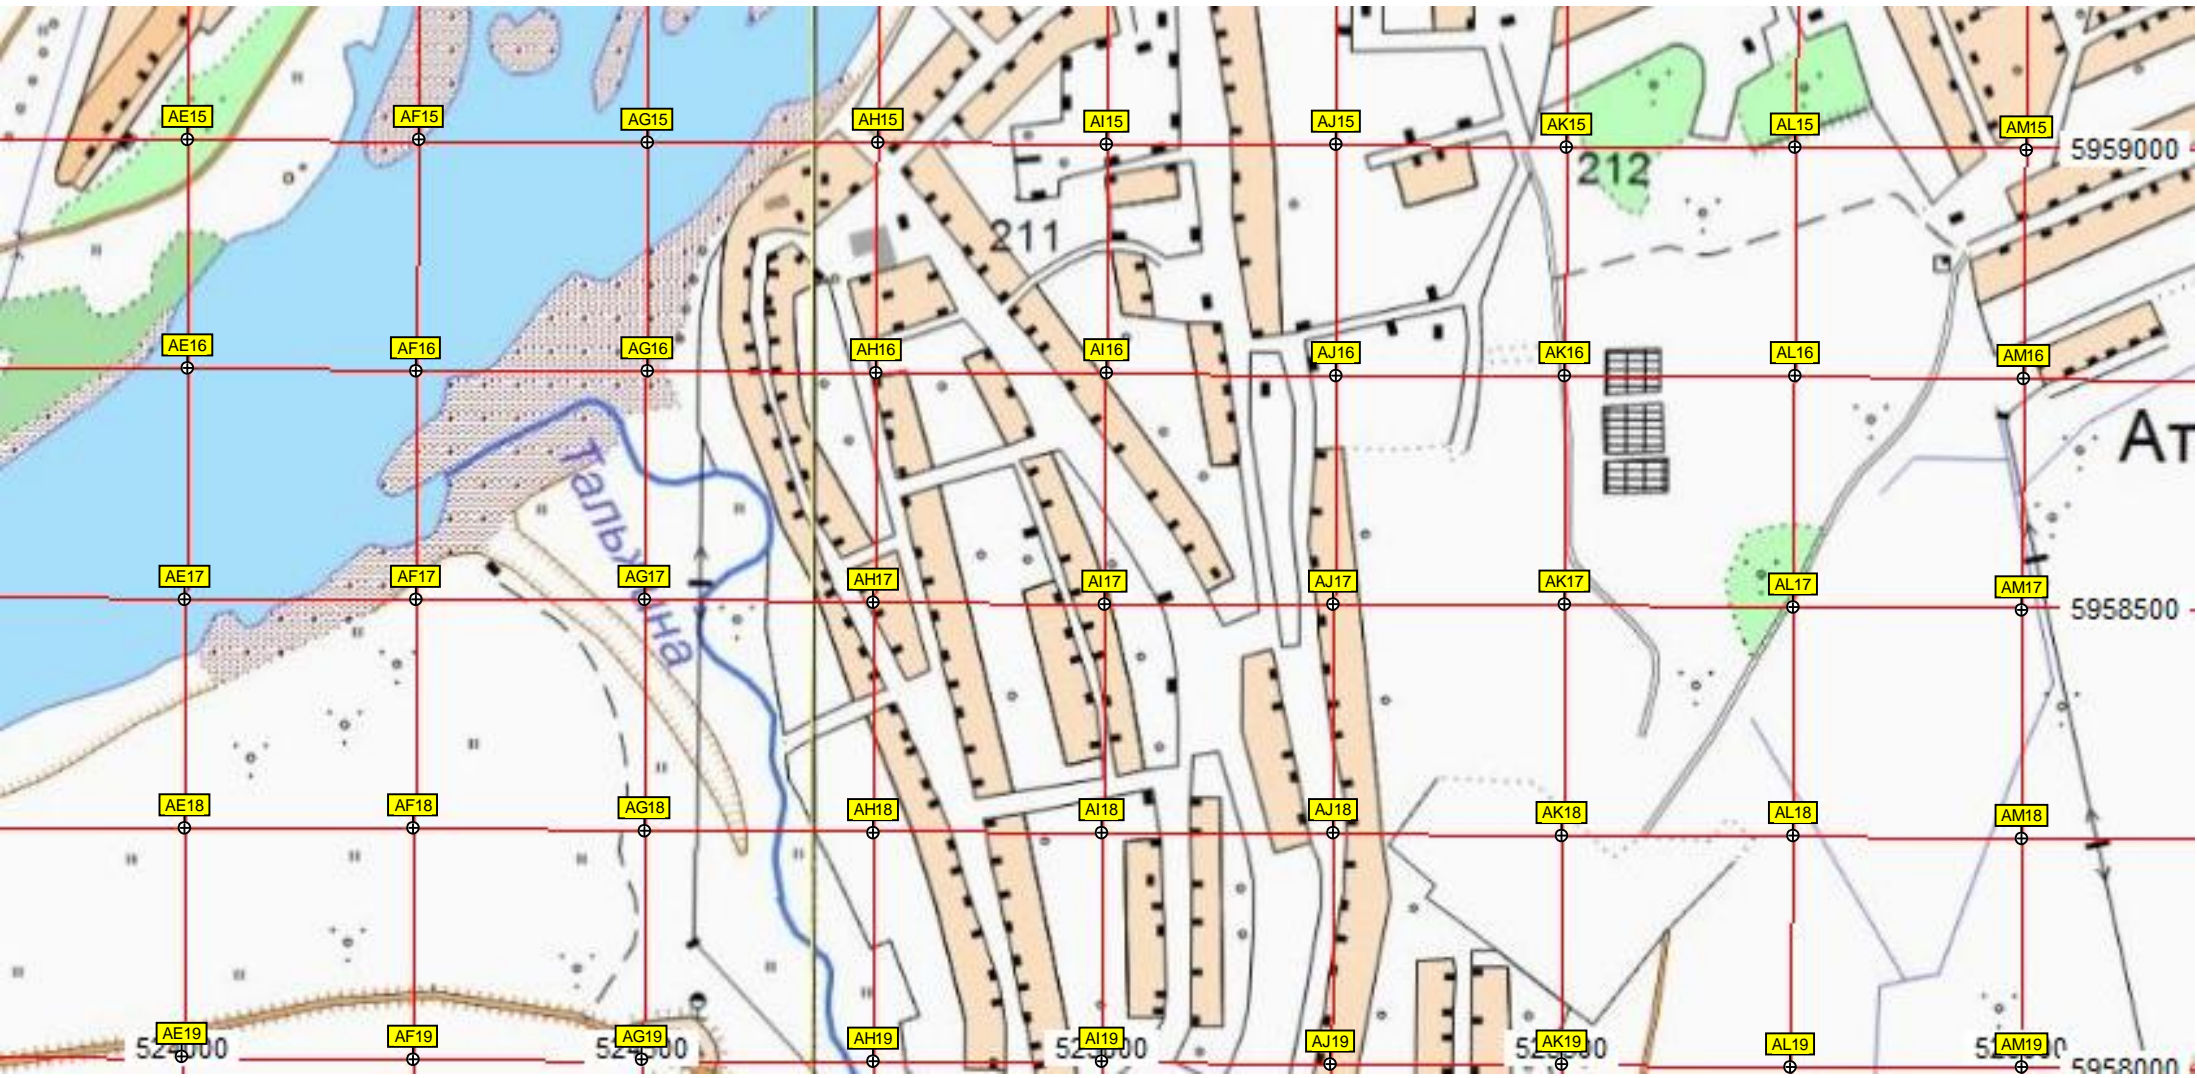 AE15 AF15 AG15 AH15 AI15 AJ15 AK15 AL15 AM15
5959000
212
211
AE16 AF16 AG16 AH16 AI16 AJ16 AK16 AL16 AM16
Ат
AE17 AF17 AG17 AH17 AI17 AJ17 AK17 AL17 AM17
5958500
AE18 AF18 AG18 AH18 AI18 AJ18 AK18 AL18 AM18
AE19 AF19 AG19 AH19 AI19 AJ19 AK19 AL19 AM19
5958000